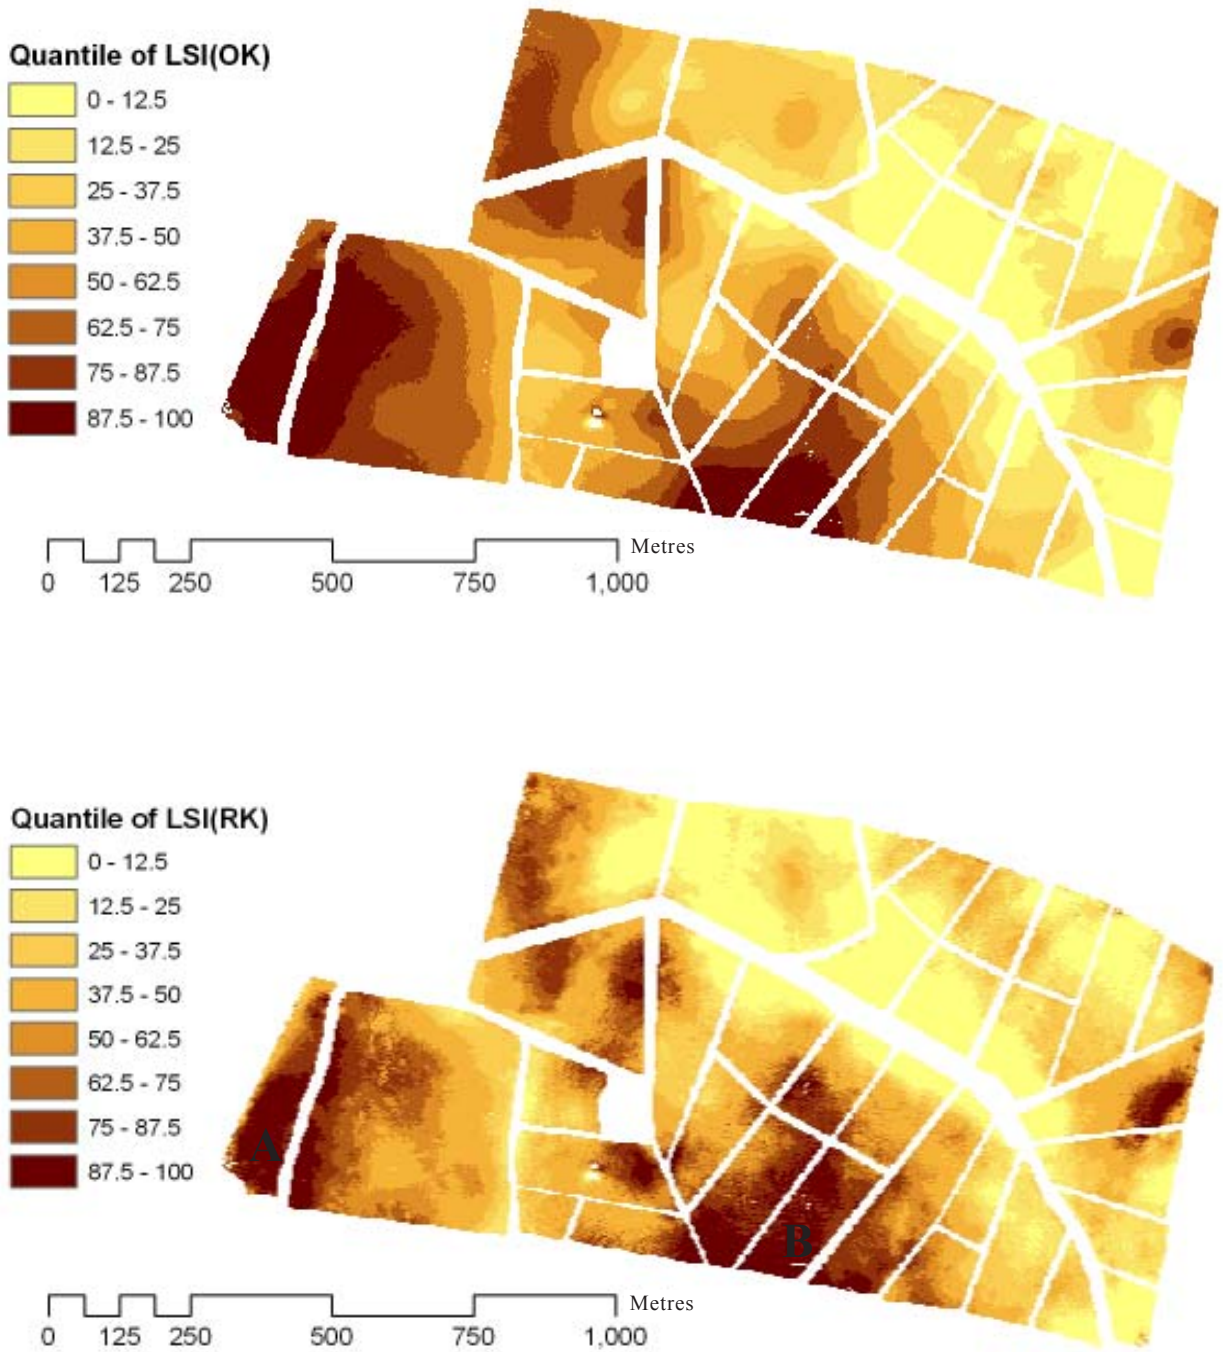 Quantile of LSI(OK)
0 - 12.5
12.5 - 25
25 - 37.5
37.5 - 50
50 - 62.5
62.5 - 75
75 - 87.5
87.5 - 100
Metres
0 125 250 500 750 1,000
Quantile of LSI(RK)
0 - 12.5
12.5 - 25
25 - 37.5
37.5 - 50
50 - 62.5
62.5 - 75
75 - 87.5
87.5 - 100
A
B
Metres
0 125 250 500 750 1,000